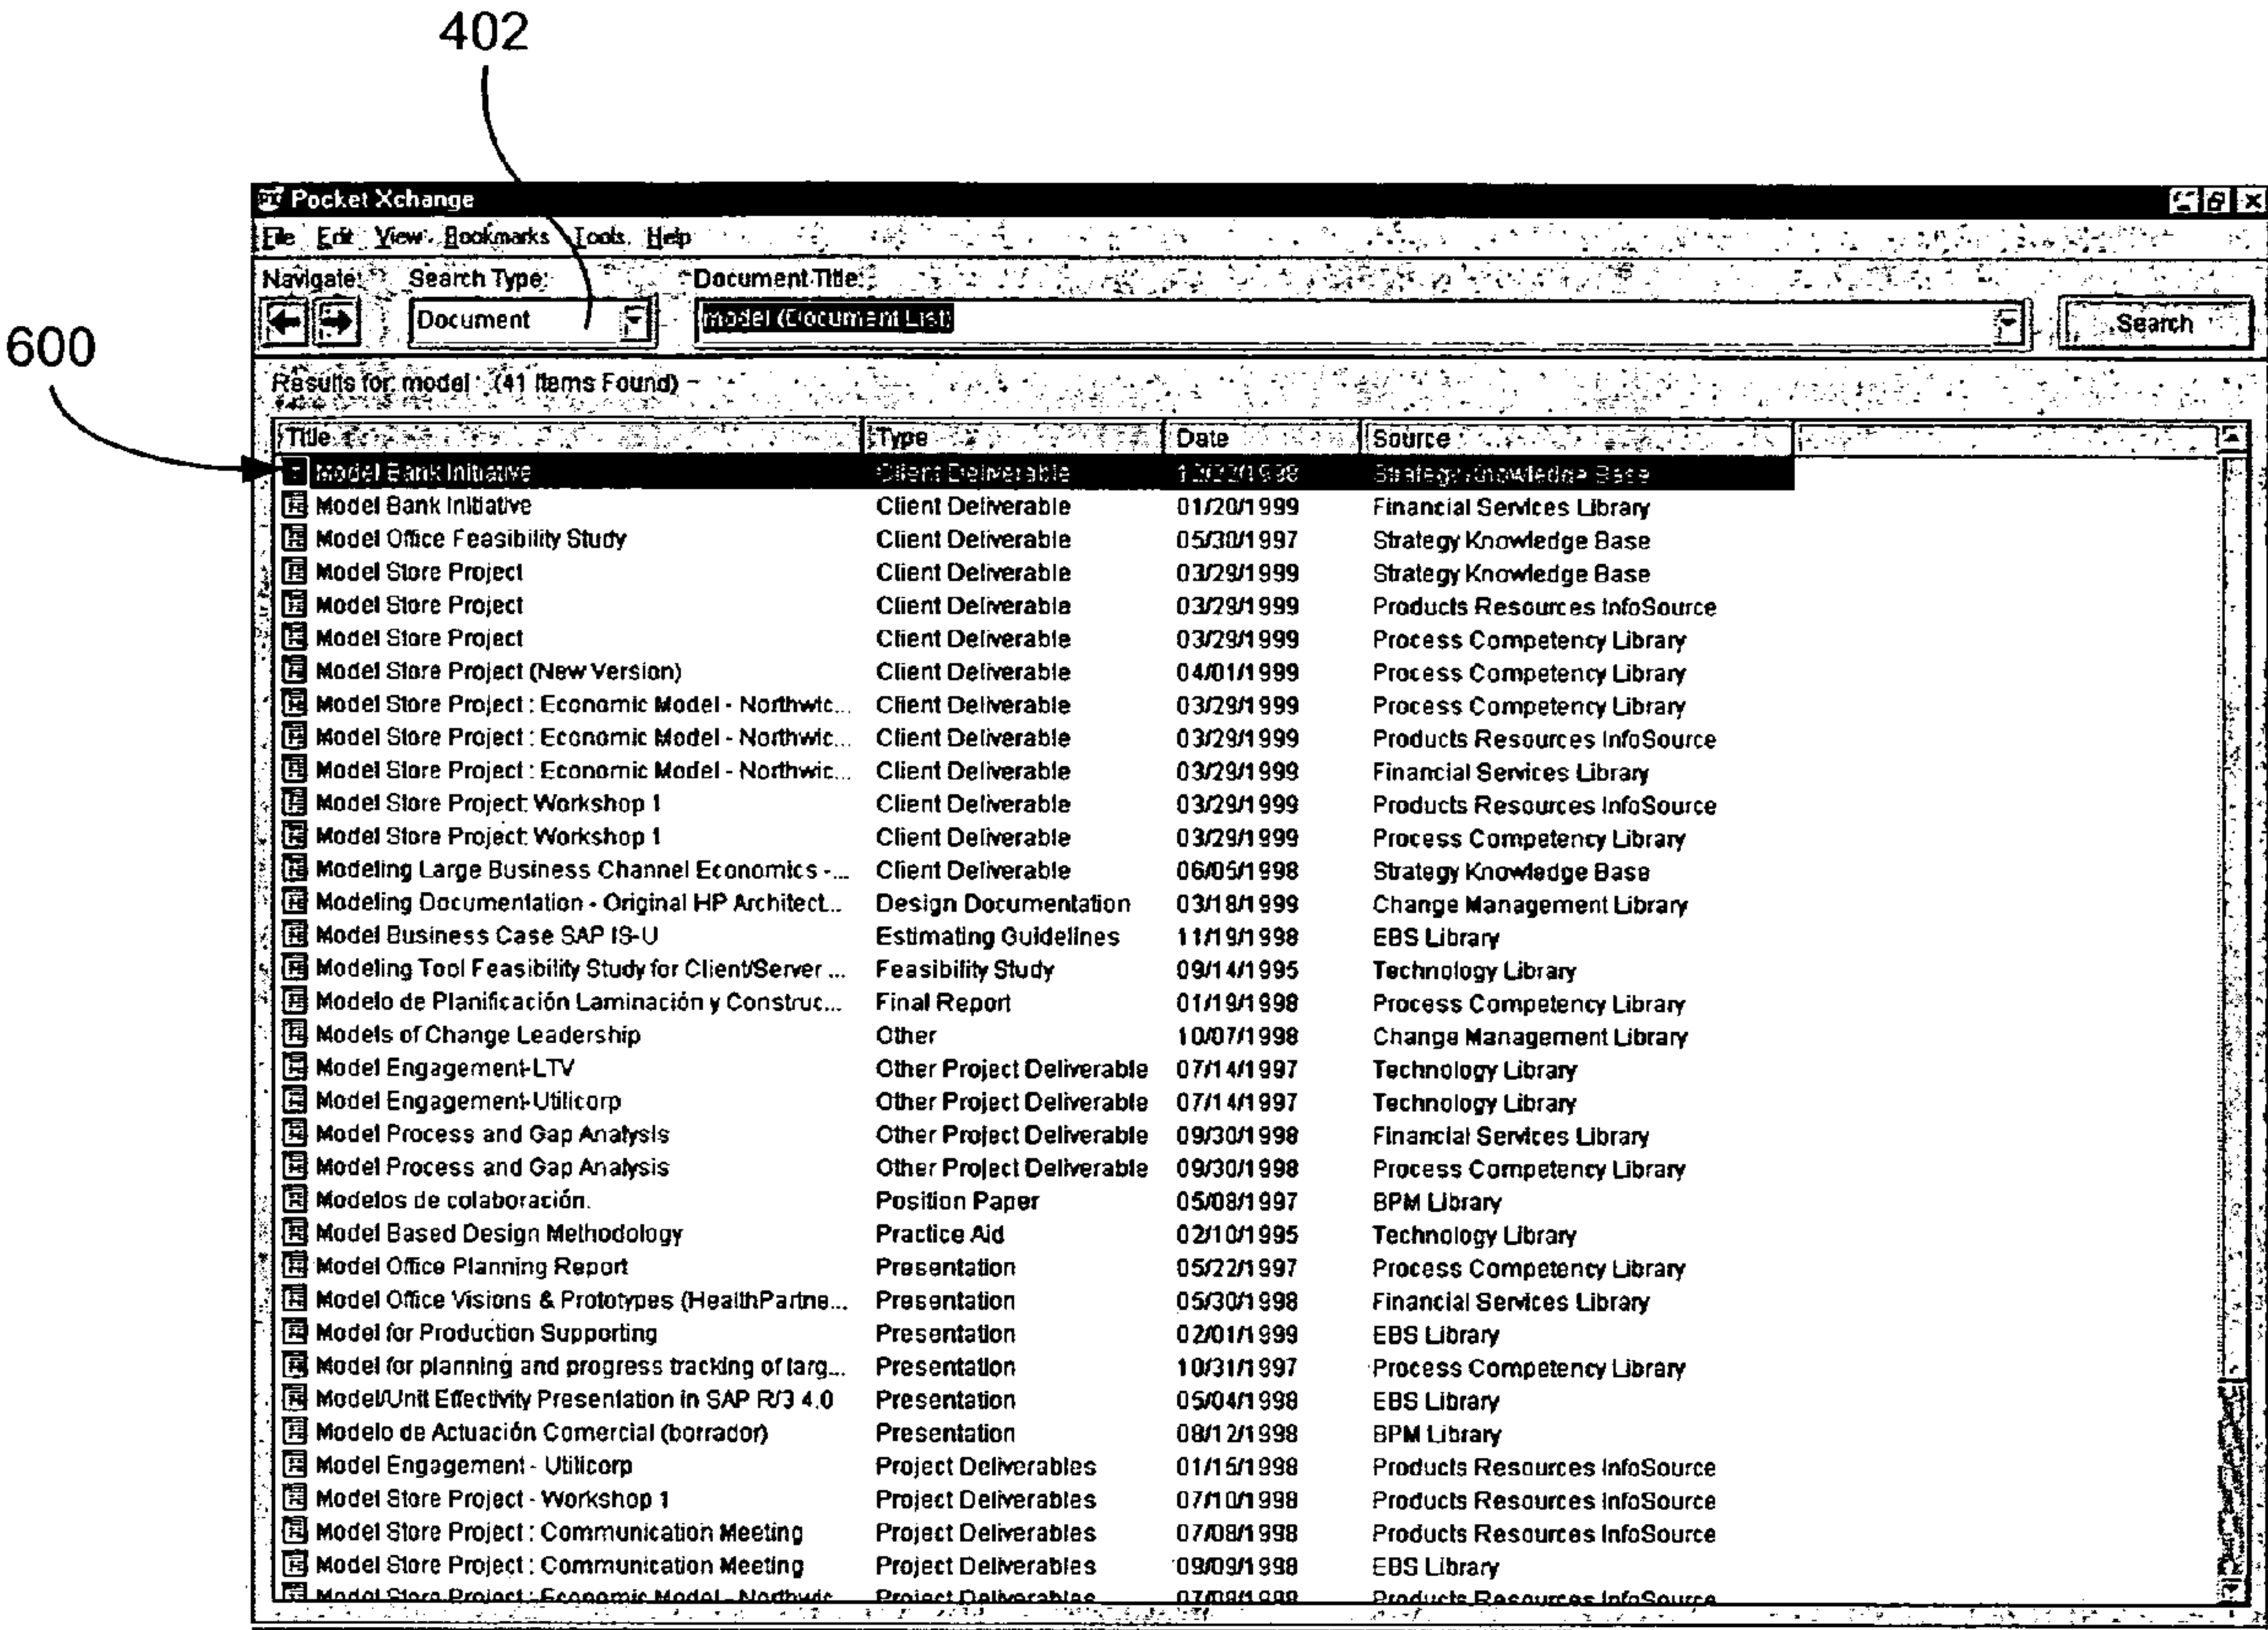 402
600
Pocket Xchange
File Edit View Bookmarks Tools Help
Navigate: Search Type: Document Title:
Document model (Document List) Search
Results for: model : (41 Items Found)
Title Type Date Source
Model Bank Initiative Client Deliverable Strategy Knowledge Base
Model Bank Initiative Client Deliverable 01/20/1999 Financial Services Library
Model Office Feasibility Study Client Deliverable 05/30/1997 Strategy Knowledge Base
Model Store Project Client Deliverable 03/29/1999 Strategy Knowledge Base
Model Store Project Client Deliverable 03/29/1999 Products Resources InfoSource
Model Store Project Client Deliverable 03/29/1999 Process Competency Library
Model Store Project (New Version) Client Deliverable 04/01/1999 Process Competency Library
Model Store Project : Economic Model - Northwic... Client Deliverable 03/29/1999 Process Competency Library
Model Store Project : Economic Model - Northwic... Client Deliverable 03/29/1999 Products Resources InfoSource
Model Store Project : Economic Model - Northwic... Client Deliverable 03/29/1999 Financial Services Library
Model Store Project: Workshop 1 Client Deliverable 03/29/1999 Products Resources InfoSource
Model Store Project: Workshop 1 Client Deliverable 03/29/1999 Process Competency Library
Modeling Large Business Channel Economics -... Client Deliverable 06/05/1998 Strategy Knowledge Base
Modeling Documentation - Original HP Architect... Design Documentation 03/18/1999 Change Management Library
Model Business Case SAP IS-U Estimating Guidelines 11/19/1998 EBS Library
Modeling Tool Feasibility Study for Client/Server ... Feasibility Study 09/14/1995 Technology Library
Modelo de Planificación Laminación y Construc... Final Report 01/19/1998 Process Competency Library
Models of Change Leadership Other 10/07/1998 Change Management Library
Model Engagement-LTV Other Project Deliverable 07/14/1997 Technology Library
Model Engagement-Utilicorp Other Project Deliverable 07/14/1997 Technology Library
Model Process and Gap Analysis Other Project Deliverable 09/30/1998 Financial Services Library
Model Process and Gap Analysis Other Project Deliverable 09/30/1998 Process Competency Library
Modelos de colaboración. Position Paper 05/08/1997 BPM Library
Model Based Design Methodology Practice Aid 02/10/1995 Technology Library
Model Office Planning Report Presentation 05/22/1997 Process Competency Library
Model Office Visions & Prototypes (HealthPartne... Presentation 05/30/1998 Financial Services Library
Model for Production Supporting Presentation 02/01/1999 EBS Library
Model for planning and progress tracking of larg... Presentation 10/31/1997 Process Competency Library
Model/Unit Effectivity Presentation in SAP R/3 4.0 Presentation 05/04/1998 EBS Library
Modelo de Actuación Comercial (borrador) Presentation 08/12/1998 BPM Library
Model Engagement - Utilicorp Project Deliverables 01/15/1998 Products Resources InfoSource
Model Store Project - Workshop 1 Project Deliverables 07/10/1998 Products Resources InfoSource
Model Store Project : Communication Meeting Project Deliverables 07/08/1998 Products Resources InfoSource
Model Store Project : Communication Meeting Project Deliverables 09/09/1998 EBS Library
Model Store Project : Economic Model - Northwic Project Deliverables Products Resources InfoSource